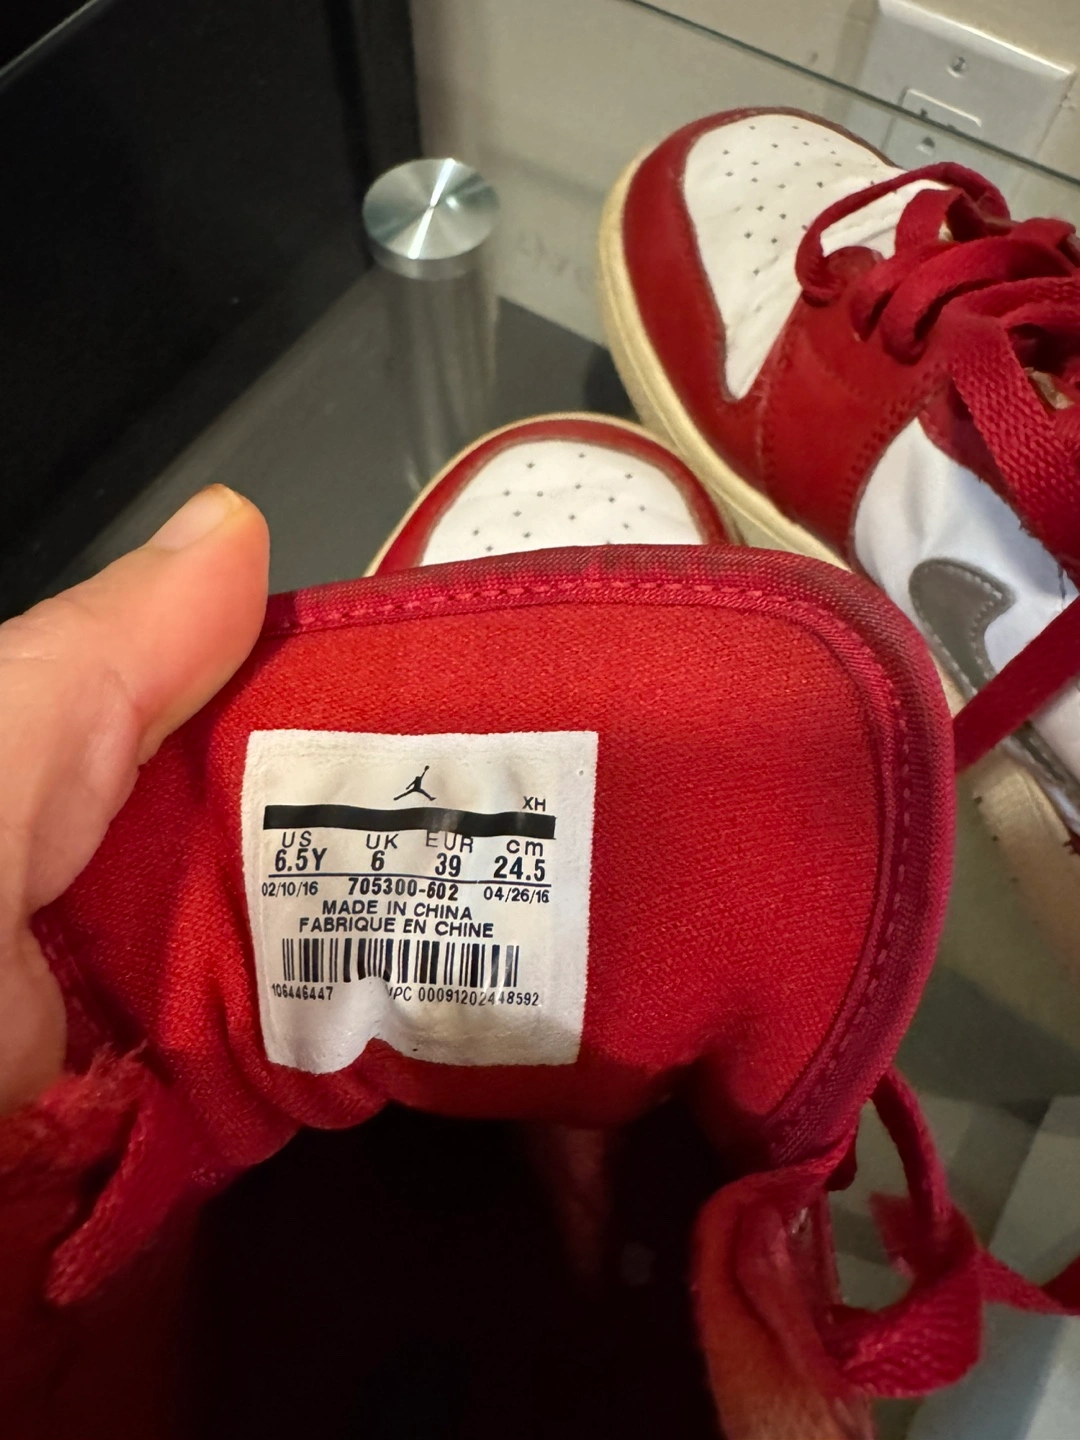 XH
US UK EUR cm
6.5Y 6 39 24.5
02/10/16 705300-602 04/26/16
MADE IN CHINA
FABRIQUE EN CHINE
106446447 UPC 00091202448592